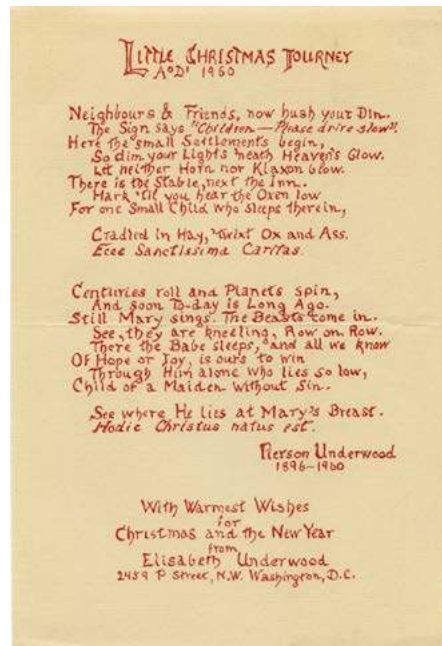 LITTLE CHRISTMAS JOURNEY
A.D. 1960
Neighbours & Friends, now hush your Din.
The Sign says "Children — Please drive slow".
Here the small Settlements begin,
So dim your Lights 'neath Heaven's Glow.
Let neither Horn nor Klaxon blow.
There is the Stable, next the Inn.
Hark 'til you hear the Oxen low
For one Small Child who sleeps therein,
Cradled in Hay, 'twixt Ox and Ass.
Ecce Sanctissima Caritas.
Centuries roll and Planets spin,
And soon To-day is Long Ago.
Still Mary sings. The Beasts come in.
See, they are kneeling, Row on Row.
There the Babe sleeps, and all we know
Of Hope or Joy, is ours to win
Through Him alone who lies so low,
Child of a Maiden without Sin.
See where He lies at Mary's Breast.
Hodie Christus natus est.
Pierson Underwood
1896-1960
With Warmest Wishes
for
Christmas and the New Year
from
Elisabeth Underwood
2459 P Street, N.W. Washington, D.C.